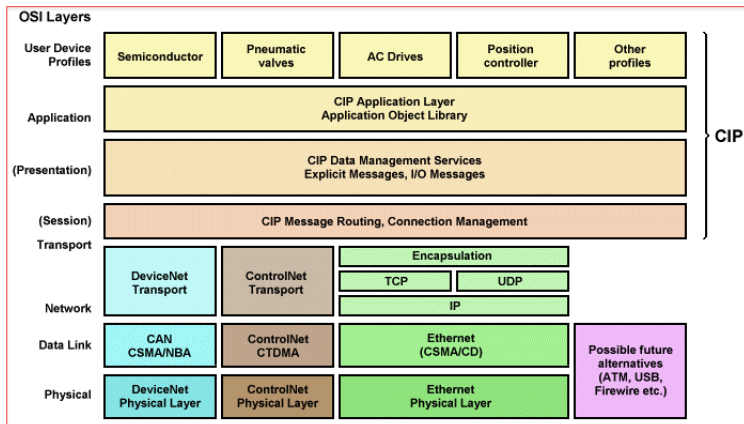 OSI Layers
User Device
Profiles
Semiconductor
Pneumatic
valves
AC Drives
Position
controller
Other
profiles
Application
CIP Application Layer
Application Object Library
CIP
(Presentation)
CIP Data Management Services
Explicit Messages, I/O Messages
(Session)
CIP Message Routing, Connection Management
Transport
DeviceNet
Transport
ControlNet
Transport
Encapsulation
TCP
UDP
Network
IP
Data Link
CAN
CSMA/NBA
ControlNet
CTDMA
Ethernet
(CSMA/CD)
Possible future
alternatives
(ATM, USB,
Firewire etc.)
Physical
DeviceNet
Physical Layer
ControlNet
Physical Layer
Ethernet
Physical Layer